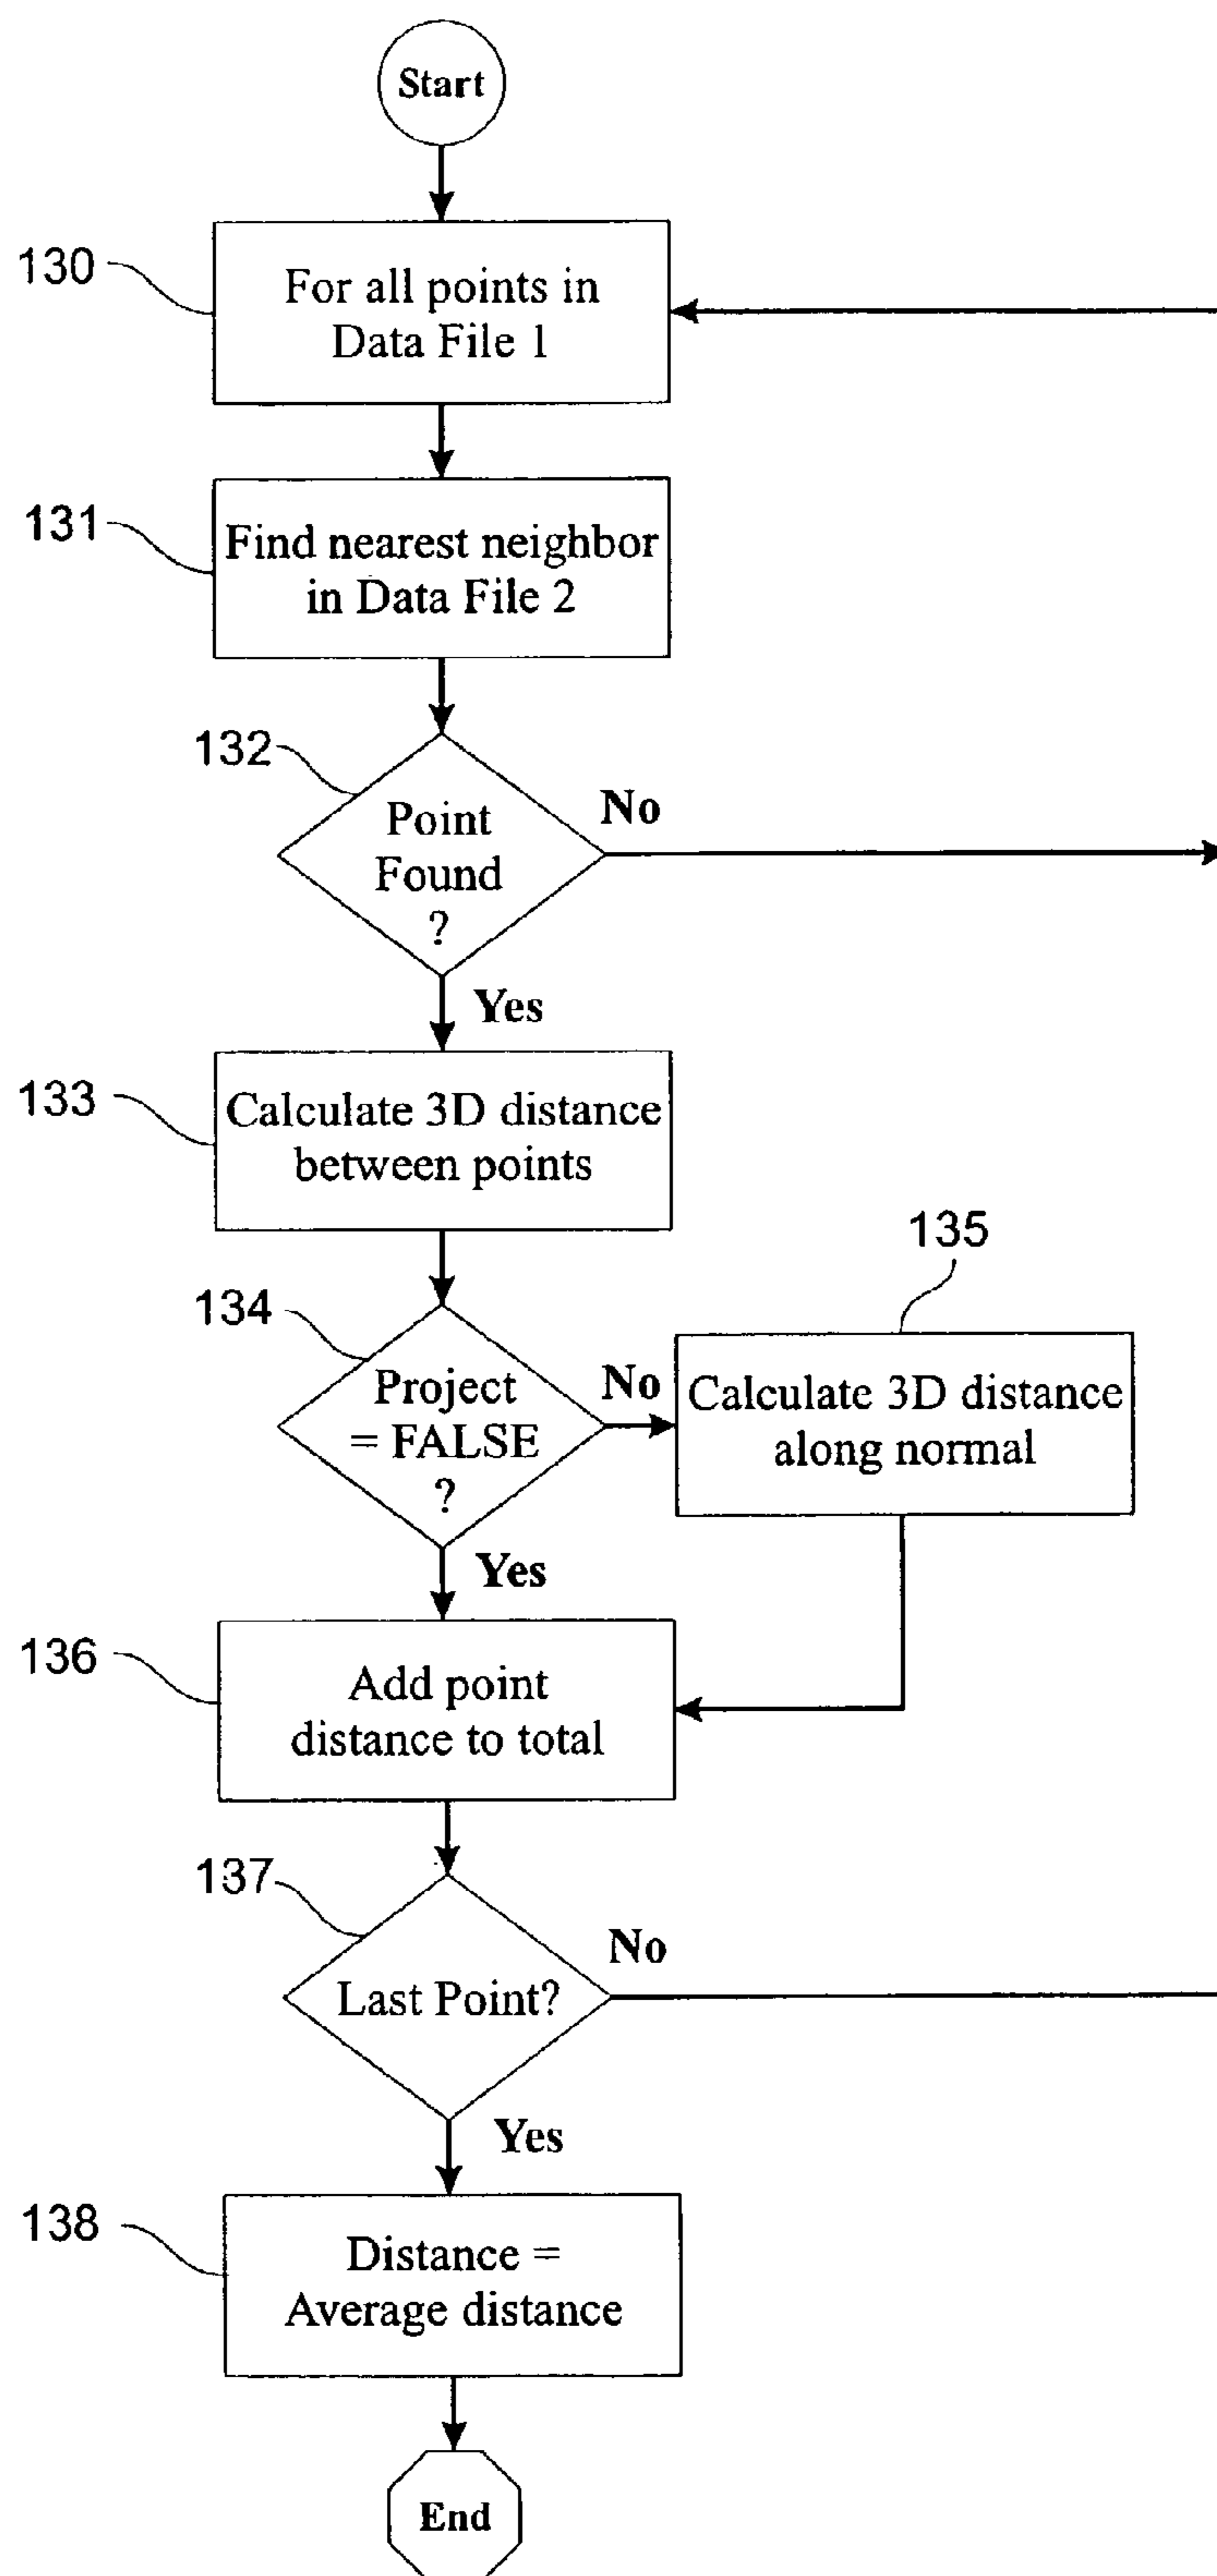 Start
130
For all points in
Data File 1
131
Find nearest neighbor
in Data File 2
132
Point
Found
?
No
Yes
133
Calculate 3D distance
between points
134
Project
= FALSE
?
No
135
Calculate 3D distance
along normal
Yes
136
Add point
distance to total
137
Last Point?
No
Yes
138
Distance =
Average distance
End